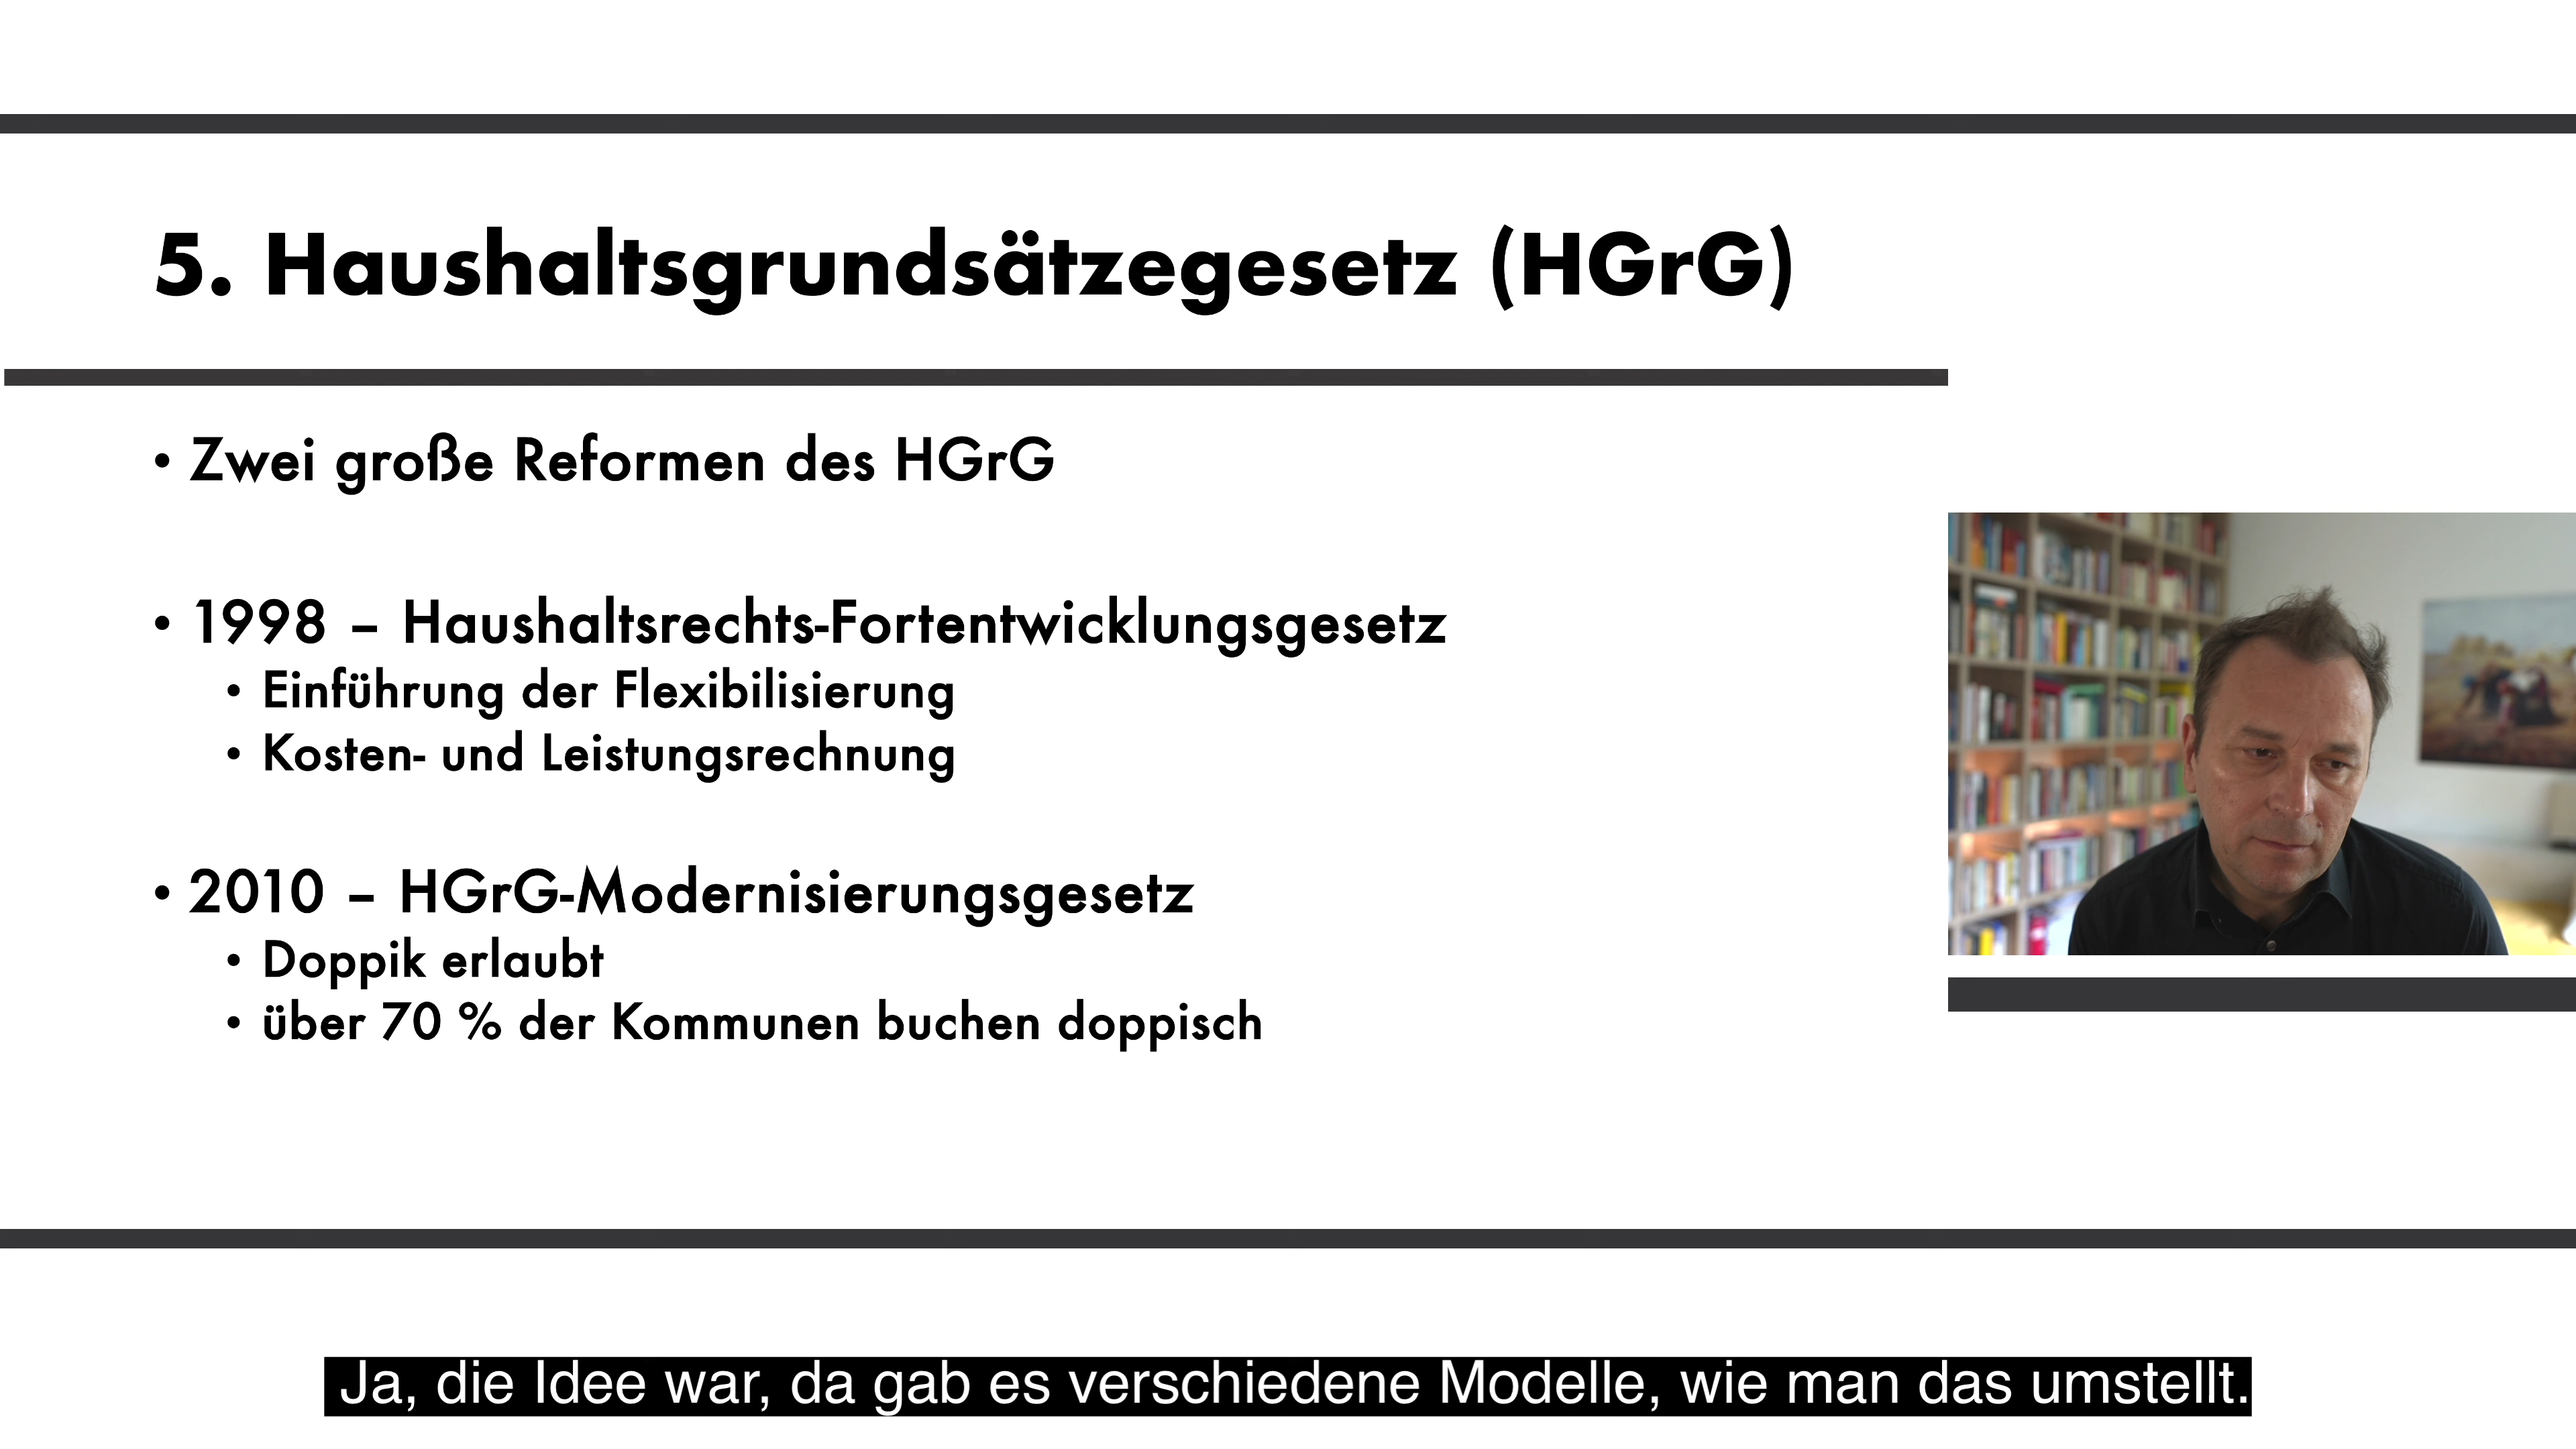 5. Haushaltsgrundsätzegesetz (HGrG)
• Zwei große Reformen des HGrG
• 1998 – Haushaltsrechts-Fortentwicklungsgesetz
• Einführung der Flexibilisierung
• Kosten- und Leistungsrechnung
• 2010 – HGrG-Modernisierungsgesetz
• Doppik erlaubt
• über 70 % der Kommunen buchen doppisch
Ja, die Idee war, da gab es verschiedene Modelle, wie man das umstellt.